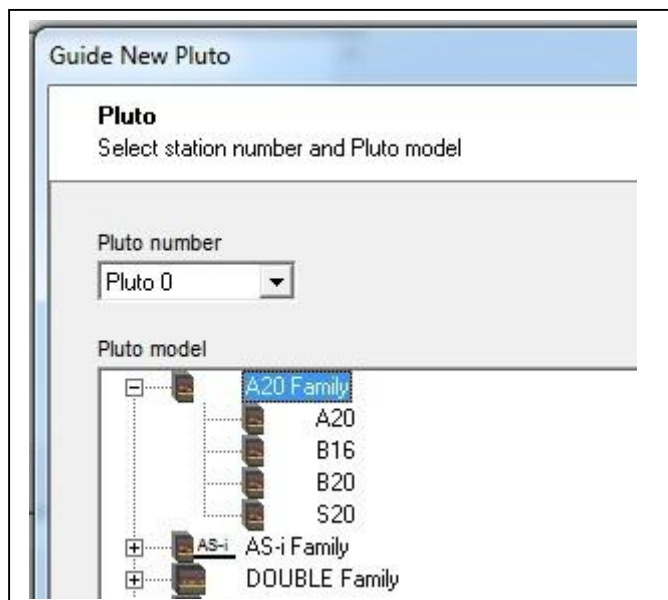 Guide New Pluto
Pluto
Select station number and Pluto model
Pluto number
Pluto 0
Pluto model
A20 Family
A20
B16
B20
S20
AS-i AS-i Family
DOUBLE Family